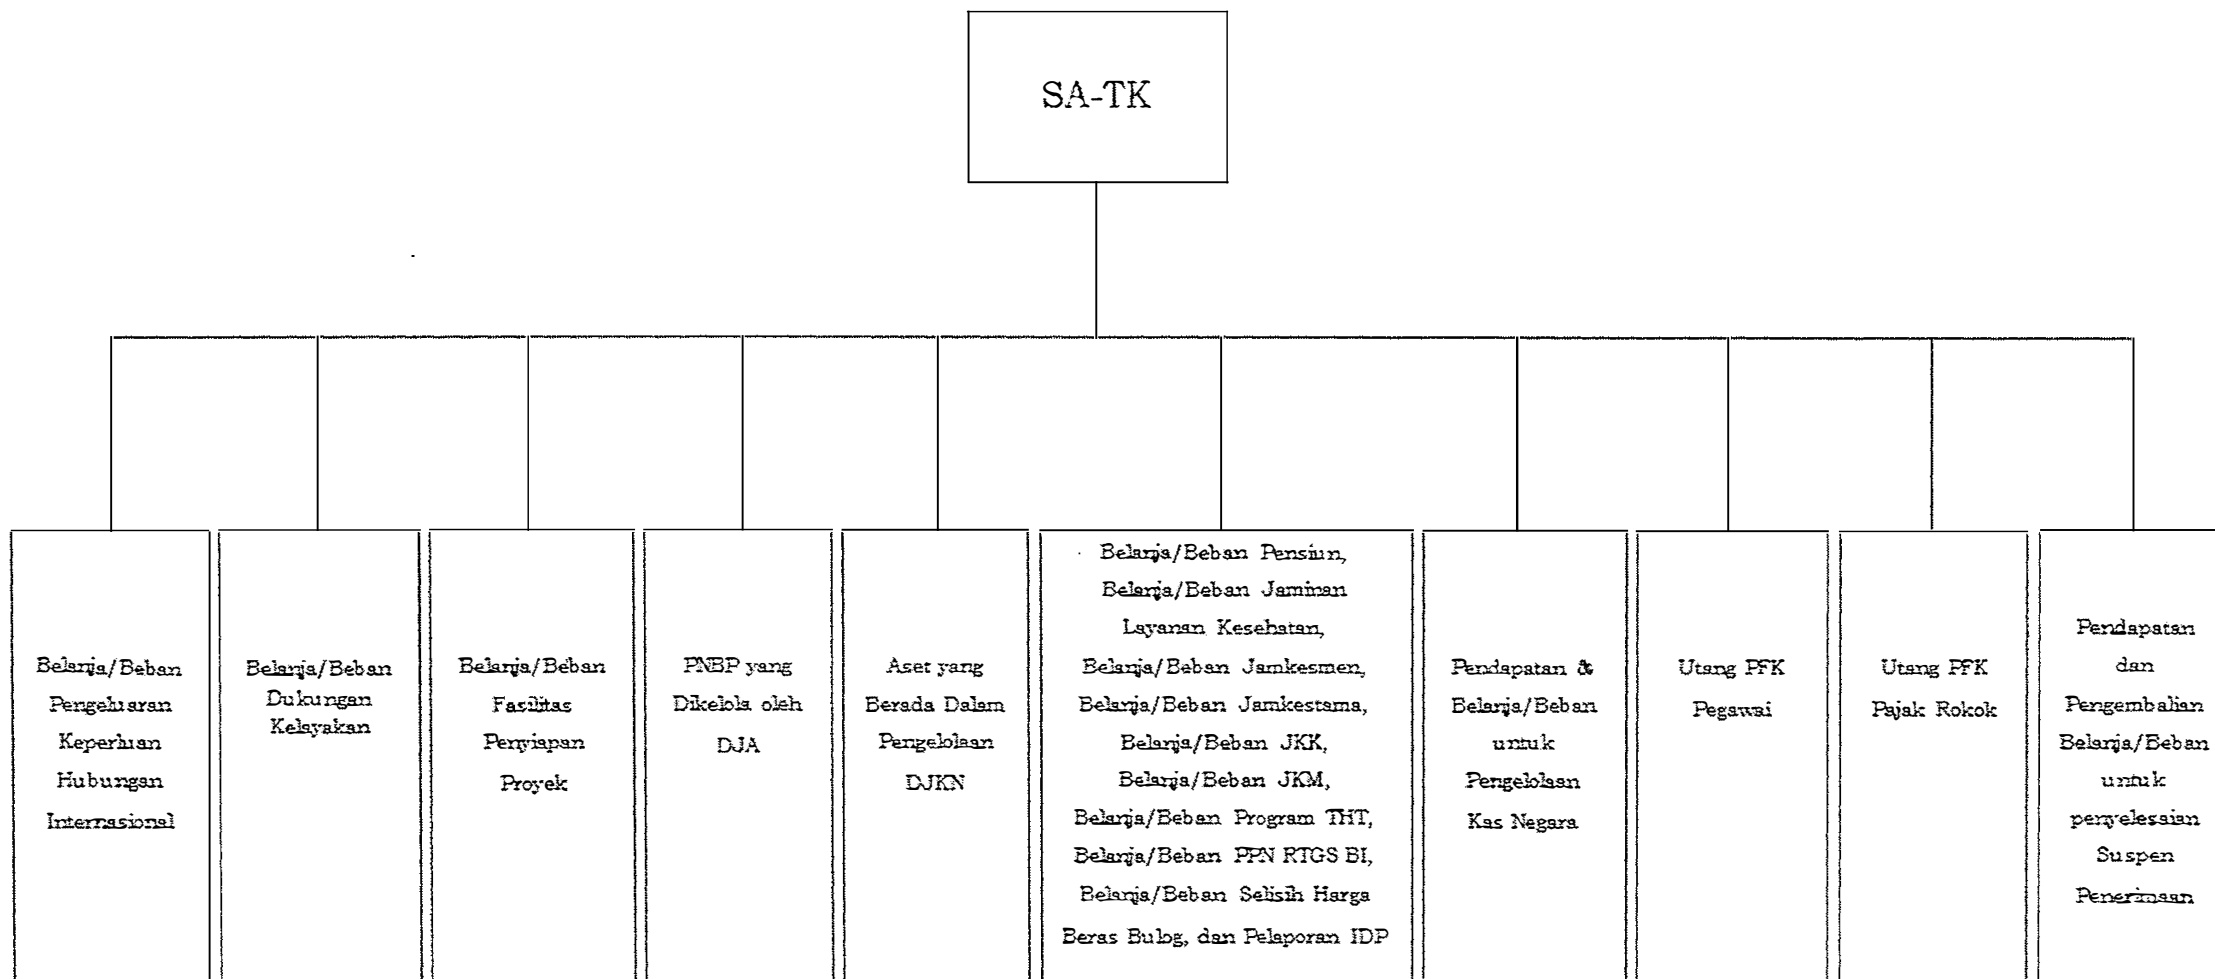 SA-TK
Belanja/Beban
Pengeluaran
Keperluan
Hubungan
Internasional
Belanja/Beban
Dukungan
Kelayakan
Belanja/Beban
Fasilitas
Penyiapan
Proyek
PNBP yang
Dikelola oleh
DJA
Aset yang
Berada Dalam
Pengelolaan
DJKN
Belanja/Beban Pensiun,
Belanja/Beban Jaminan
Layanan Kesehatan,
Belanja/Beban Jamkesmen,
Belanja/Beban Jamkestama,
Belanja/Beban JKK,
Belanja/Beban JKM,
Belanja/Beban Program THT,
Belanja/Beban PPN RTGS BI,
Belanja/Beban Selisih Harga
Beras Bulog, dan Pelaporan IDP
Pendapatan &
Belanja/Beban
untuk
Pengelolaan
Kas Negara
Utang PFK
Pegawai
Utang PFK
Pajak Rokok
Pendapatan
dan
Pengembalian
Belanja/Beban
untuk
penyelesaian
Suspen
Penerimaan